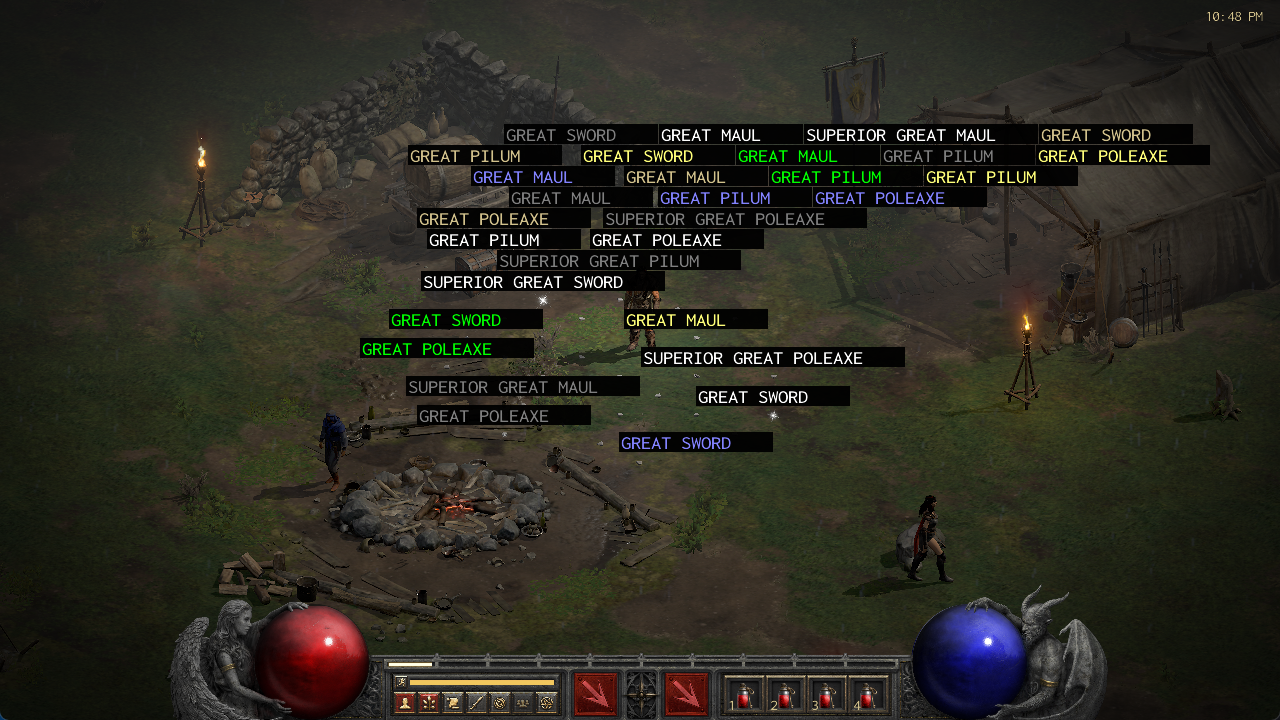 10:48 PM
GREAT SWORD GREAT MAUL SUPERIOR GREAT MAUL GREAT SWORD
GREAT PILUM GREAT SWORD GREAT MAUL GREAT PILUM GREAT POLEAXE
GREAT MAUL GREAT MAUL GREAT PILUM GREAT PILUM
GREAT MAUL GREAT PILUM GREAT POLEAXE
GREAT POLEAXE SUPERIOR GREAT POLEAXE
GREAT PILUM GREAT POLEAXE
SUPERIOR GREAT PILUM
SUPERIOR GREAT SWORD
GREAT SWORD GREAT MAUL
GREAT POLEAXE
SUPERIOR GREAT POLEAXE
SUPERIOR GREAT MAUL
GREAT SWORD
GREAT POLEAXE
GREAT SWORD
1 2 3 4